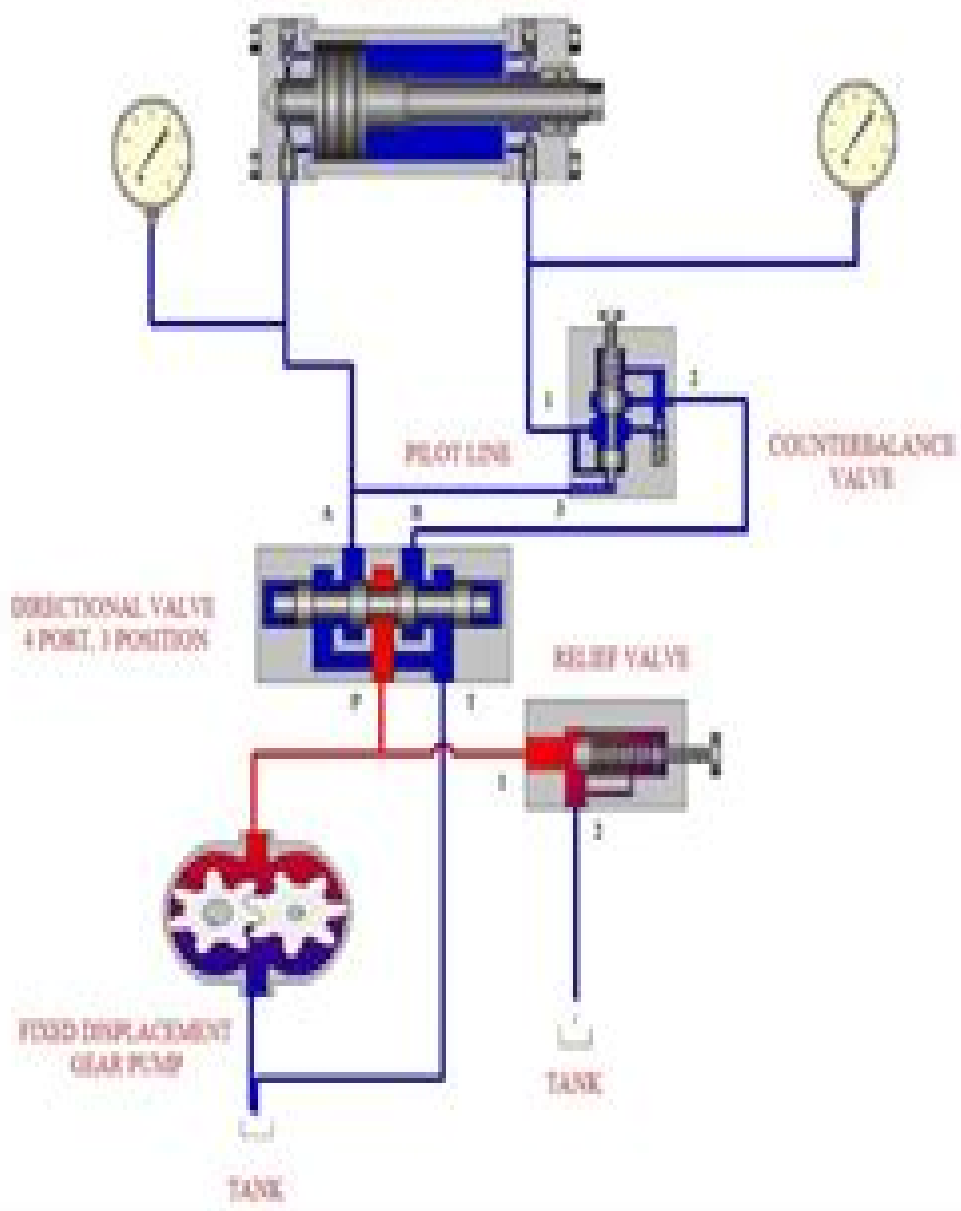 1
2
PILOT LINE
COUNTERBALANCE
VALVE
3
A
B
DIRECTIONAL VALVE
4 PORT, 3 POSITION
RELIEF VALVE
P
T
1
2
FIXED DISPLACEMENT
GEAR PUMP
TANK
TANK